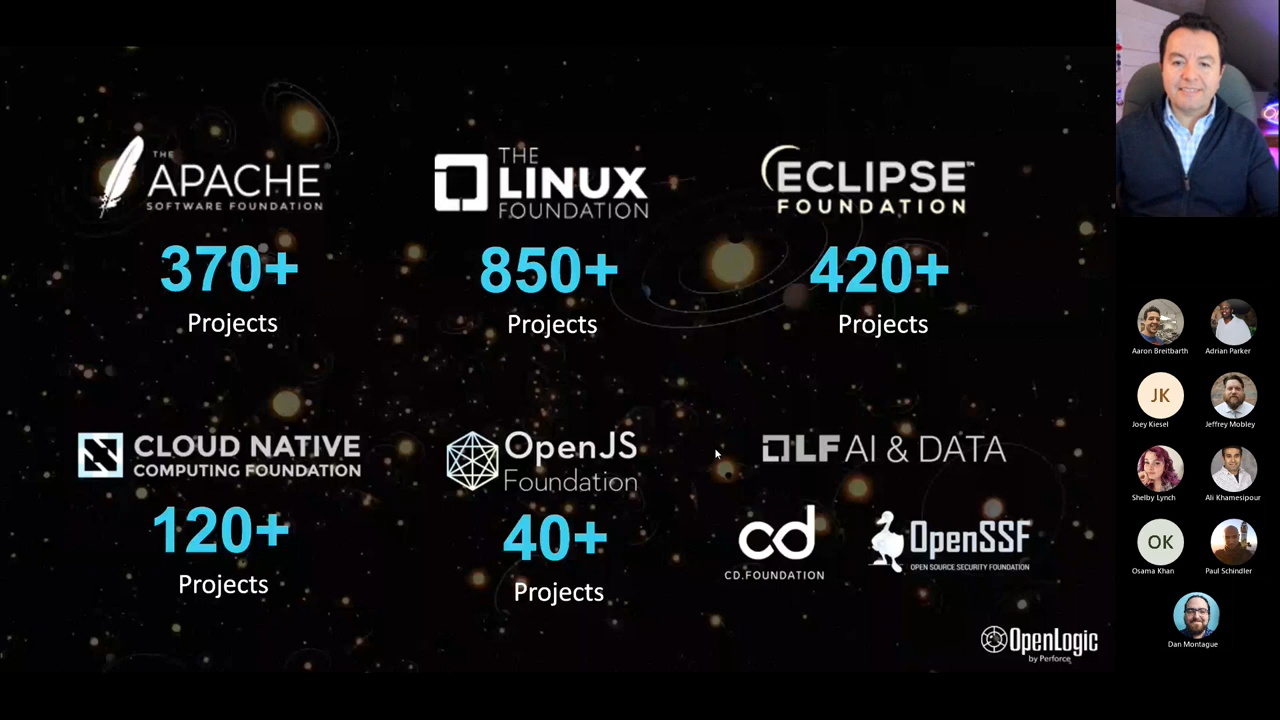 THE
APACHE®
SOFTWARE FOUNDATION
370+
Projects
THE
LINUX
FOUNDATION
850+
Projects
ECLIPSE™
FOUNDATION
420+
Projects
CLOUD NATIVE
COMPUTING FOUNDATION
120+
Projects
OpenJS
Foundation
40+
Projects
LF AI & DATA
cd
CD.FOUNDATION
OpenSSF
OPEN SOURCE SECURITY FOUNDATION
OpenLogic
by Perforce
Aaron Breitbarth
Adrian Parker
JK
Joey Kiesel
Jeffrey Mobley
Shelby Lynch
Ali Khamesipour
OK
Osama Khan
Paul Schindler
Dan Montague